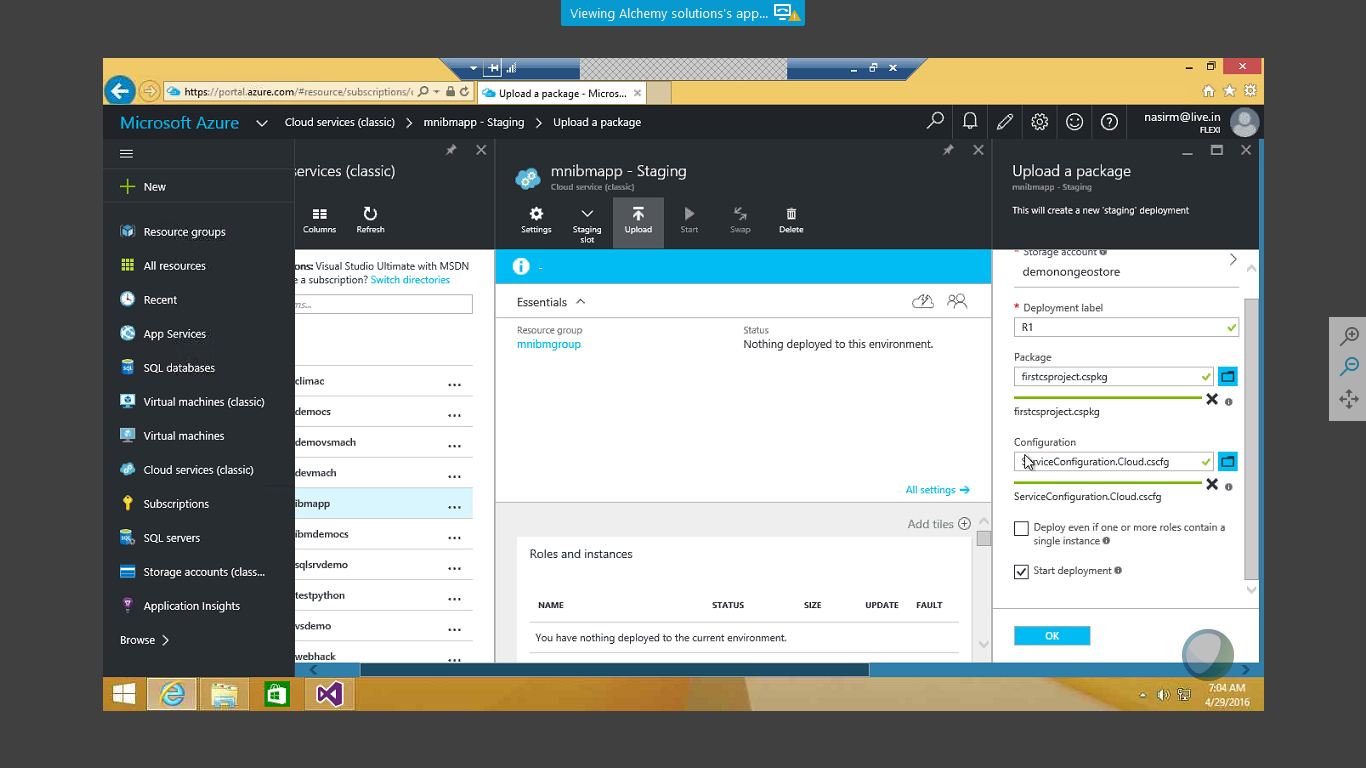 Viewing Alchemy solutions's app...
https://portal.azure.com/#resource/subscriptions/
Upload a package - Micros...
Microsoft Azure
Cloud services (classic) > mnibmapp - Staging > Upload a package
nasirm@live.in
FLEXI
New
Resource groups
All resources
Recent
App Services
SQL databases
Virtual machines (classic)
Virtual machines
Cloud services (classic)
Subscriptions
SQL servers
Storage accounts (class...
Application Insights
Browse >
services (classic)
Columns
Refresh
ons: Visual Studio Ultimate with MSDN
e a subscription? Switch directories
ms...
climac ...
democs ...
demovsmach ...
devmach ...
ibmapp ...
ibmdemocs ...
sqlsrvdemo ...
testpython ...
vsdemo ...
webhack ...
mnibmapp - Staging
Cloud service (classic)
Settings
Staging
slot
Upload
Start
Swap
Delete
-
Essentials
Resource group
mnibmgroup
Status
Nothing deployed to this environment.
All settings →
Add tiles
Roles and instances
NAME STATUS SIZE UPDATE FAULT
You have nothing deployed to the current environment.
Upload a package
mnibmapp - Staging
This will create a new 'staging' deployment
* Storage account
demonongeostore
* Deployment label
R1
Package
firstcsproject.cspkg
firstcsproject.cspkg
Configuration
ServiceConfiguration.Cloud.cscfg
ServiceConfiguration.Cloud.cscfg
Deploy even if one or more roles contain a
single instance
Start deployment
OK
7:04 AM
4/29/2016